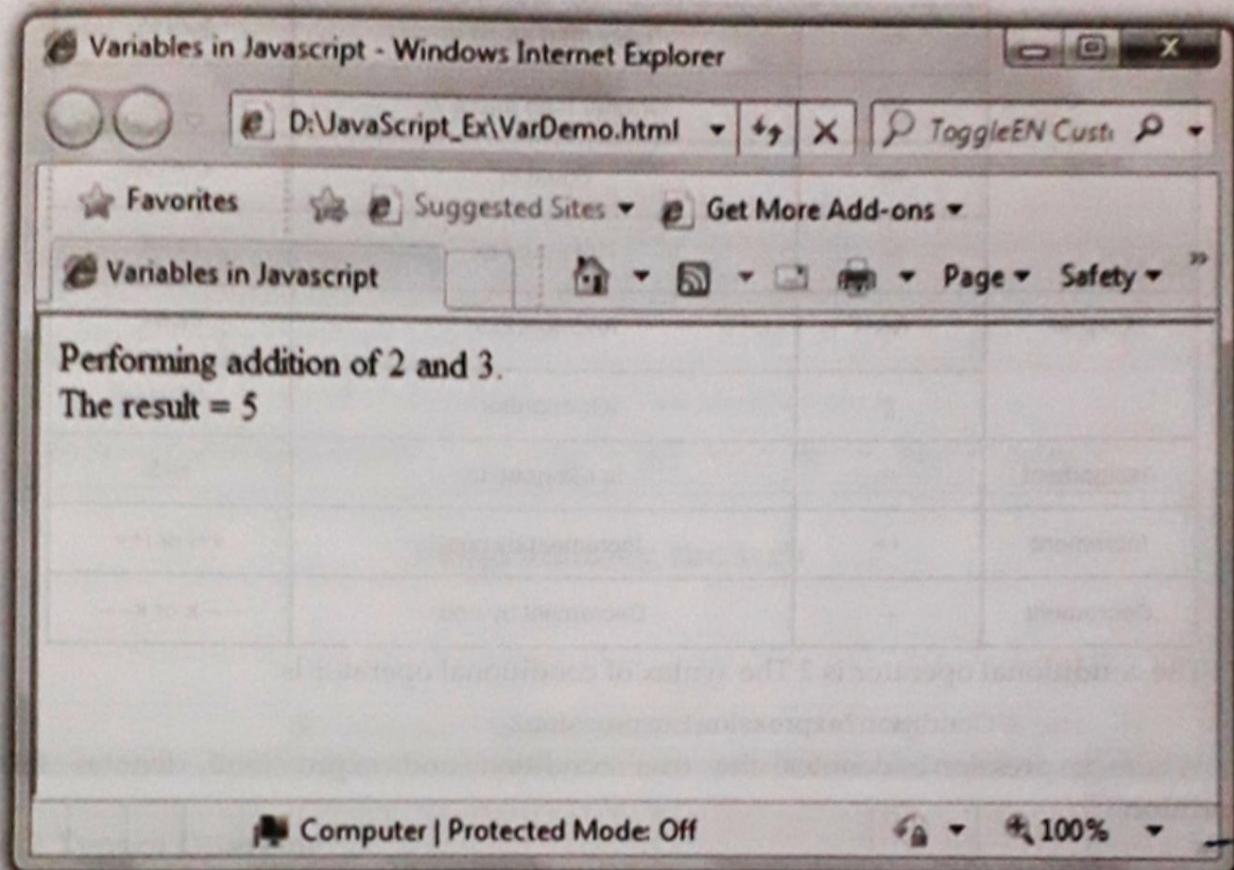 Variables in Javascript - Windows Internet Explorer
D:\JavaScript_Ex\VarDemo.html
ToggleEN Cust
Favorites Suggested Sites Get More Add-ons
Variables in Javascript Page Safety »
Performing addition of 2 and 3.
The result = 5
Computer | Protected Mode: Off 100%